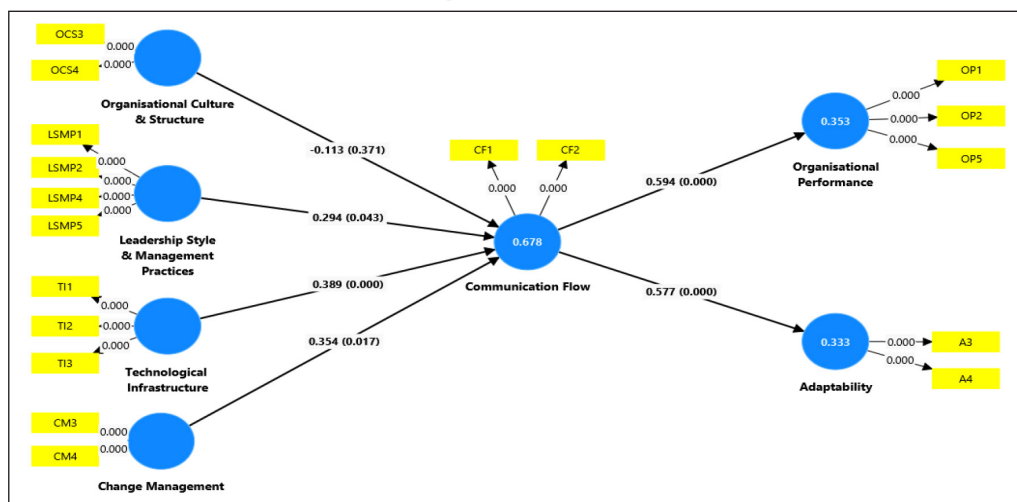 OCS3
0.000
OCS4
0.000
Organisational Culture
& Structure
LSMP1
0.000
LSMP2
0.000
LSMP4
0.000
LSMP5
0.000
Leadership Style
& Management
Practices
TI1
0.000
TI2
0.000
TI3
0.000
Technological
Infrastructure
CM3
0.000
CM4
0.000
Change Management
-0.113 (0.371)
0.294 (0.043)
0.389 (0.000)
0.354 (0.017)
CF1
CF2
0.000
0.000
0.678
Communication Flow
0.594 (0.000)
0.577 (0.000)
0.353
Organisational
Performance
0.000
OP1
0.000
OP2
0.000
OP5
0.333
Adaptability
0.000
A3
0.000
A4